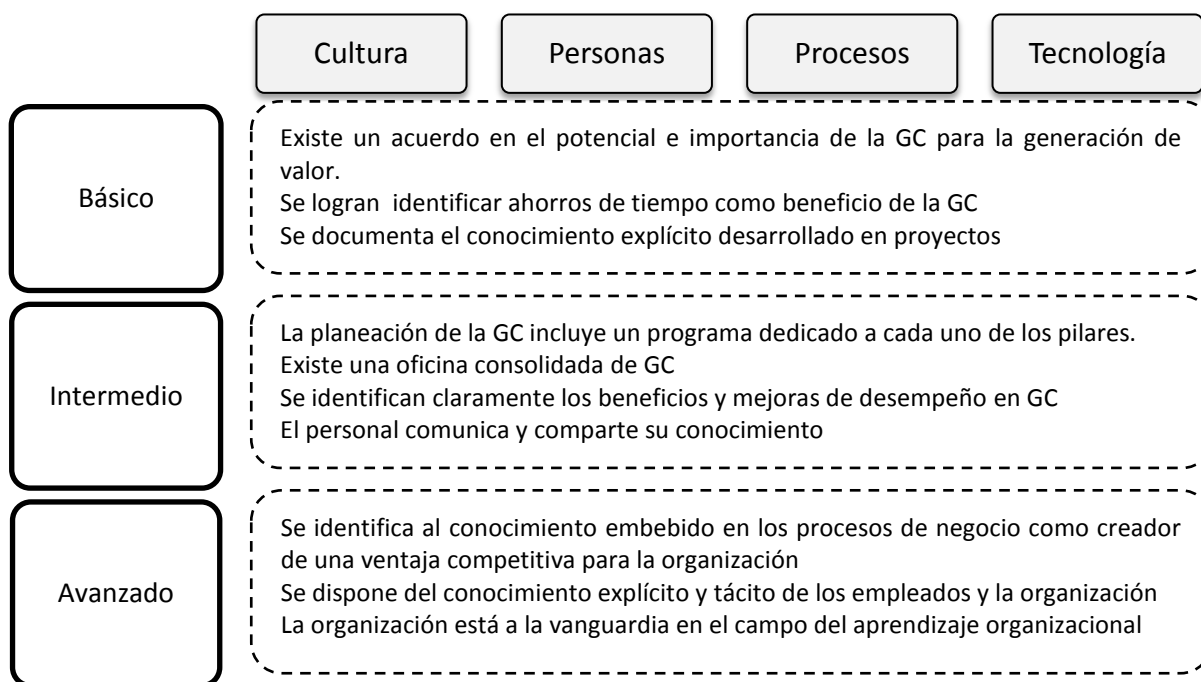 Cultura Personas Procesos Tecnología
Básico
Existe un acuerdo en el potencial e importancia de la GC para la generación de
valor.
Se logran identificar ahorros de tiempo como beneficio de la GC
Se documenta el conocimiento explícito desarrollado en proyectos
Intermedio
La planeación de la GC incluye un programa dedicado a cada uno de los pilares.
Existe una oficina consolidada de GC
Se identifican claramente los beneficios y mejoras de desempeño en GC
El personal comunica y comparte su conocimiento
Avanzado
Se identifica al conocimiento embebido en los procesos de negocio como creador
de una ventaja competitiva para la organización
Se dispone del conocimiento explícito y tácito de los empleados y la organización
La organización está a la vanguardia en el campo del aprendizaje organizacional